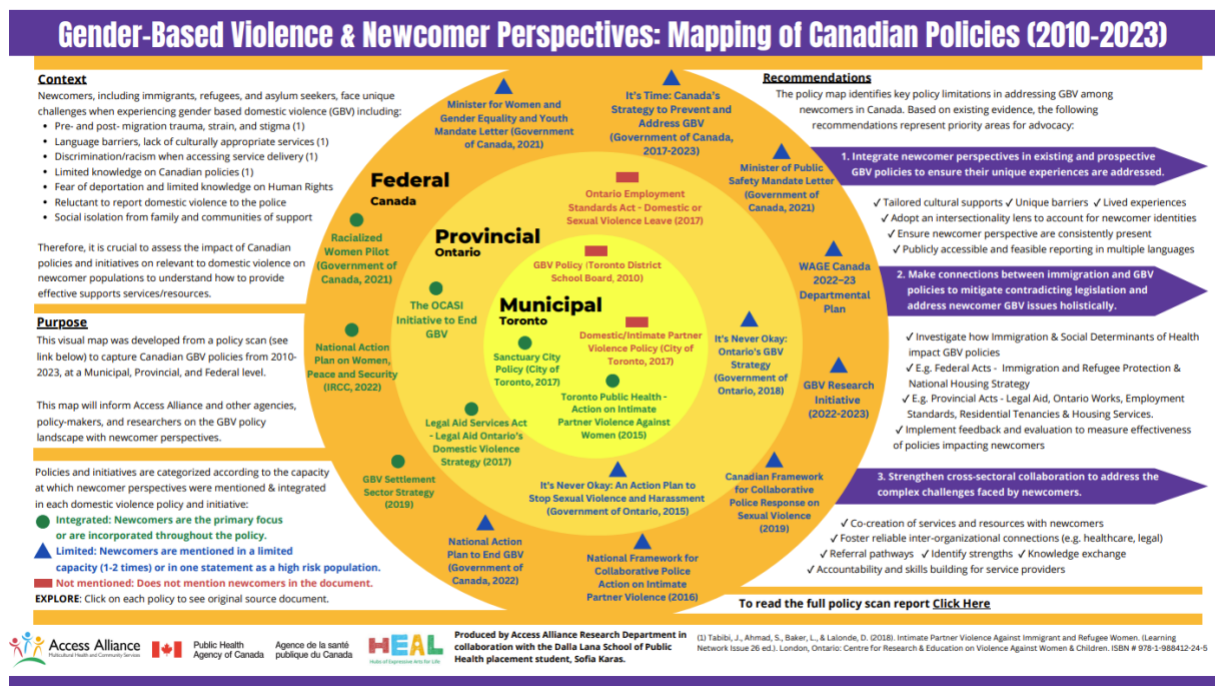 Gender-Based Violence & Newcomer Perspectives: Mapping of Canadian Policies (2010-2023)
Context
Newcomers, including immigrants, refugees, and asylum seekers, face unique
challenges when experiencing gender based domestic violence (GBV) including:
• Pre- and post- migration trauma, strain, and stigma (1)
• Language barriers, lack of culturally appropriate services (1)
• Discrimination/racism when accessing service delivery (1)
• Limited knowledge on Canadian policies (1)
• Fear of deportation and limited knowledge on Human Rights
• Reluctant to report domestic violence to the police
• Social isolation from family and communities of support
Therefore, it is crucial to assess the impact of Canadian
policies and initiatives on relevant to domestic violence on
newcomer populations to understand how to provide
effective supports services/resources.
Purpose
This visual map was developed from a policy scan (see
link below) to capture Canadian GBV policies from 2010-
2023, at a Municipal, Provincial, and Federal level.
This map will inform Access Alliance and other agencies,
policy-makers, and researchers on the GBV policy
landscape with newcomer perspectives.
Policies and initiatives are categorized according to the capacity
at which newcomer perspectives were mentioned & integrated
in each domestic violence policy and initiative:
Integrated: Newcomers are the primary focus
or are incorporated throughout the policy.
Limited: Newcomers are mentioned in a limited
capacity (1-2 times) or in one statement as a high risk population.
Not mentioned: Does not mention newcomers in the document.
EXPLORE: Click on each policy to see original source document.
Federal
Canada
Minister for Women and
Gender Equality and Youth
Mandate Letter (Government
of Canada, 2021)
It's Time: Canada's
Strategy to Prevent and
Address GBV
(Government of Canada,
2017-2023)
Minister of Public
Safety Mandate Letter
(Government of
Canada, 2021)
WAGE Canada
2022–23
Departmental
Plan
GBV Research
Initiative
(2022-2023)
Canadian Framework
for Collaborative
Police Response on
Sexual Violence
(2019)
National Framework for
Collaborative Police
Action on Intimate
Partner Violence (2016)
National Action
Plan to End GBV
(Government of
Canada, 2022)
GBV Settlement
Sector Strategy
(2019)
National Action
Plan on Women,
Peace and Security
(IRCC, 2022)
Racialized
Women Pilot
(Government of
Canada, 2021)
Provincial
Ontario
Ontario Employment
Standards Act - Domestic or
Sexual Violence Leave (2017)
It's Never Okay:
Ontario's GBV
Strategy
(Government of
Ontario, 2018)
It's Never Okay: An Action Plan to
Stop Sexual Violence and Harassment
(Government of Ontario, 2015)
Legal Aid Services Act
- Legal Aid Ontario's
Domestic Violence
Strategy (2017)
The OCASI
Initiative to End
GBV
Municipal
Toronto
GBV Policy (Toronto District
School Board, 2010)
Domestic/Intimate Partner
Violence Policy (City of
Toronto, 2017)
Sanctuary City
Policy (City of
Toronto, 2017)
Toronto Public Health -
Action on Intimate
Partner Violence Against
Women (2015)
Recommendations
The policy map identifies key policy limitations in addressing GBV among
newcomers in Canada. Based on existing evidence, the following
recommendations represent priority areas for advocacy:
1. Integrate newcomer perspectives in existing and prospective
GBV policies to ensure their unique experiences are addressed.
✓ Tailored cultural supports ✓ Unique barriers ✓ Lived experiences
✓ Adopt an intersectionality lens to account for newcomer identities
✓ Ensure newcomer perspective are consistently present
✓ Publicly accessible and feasible reporting in multiple languages
2. Make connections between immigration and GBV
policies to mitigate contradicting legislation and
address newcomer GBV issues holistically.
✓ Investigate how Immigration & Social Determinants of Health
impact GBV policies
✓ E.g. Federal Acts - Immigration and Refugee Protection &
National Housing Strategy
✓ E.g. Provincial Acts - Legal Aid, Ontario Works, Employment
Standards, Residential Tenancies & Housing Services.
✓ Implement feedback and evaluation to measure effectiveness
of policies impacting newcomers
3. Strengthen cross-sectoral collaboration to address the
complex challenges faced by newcomers.
✓ Co-creation of services and resources with newcomers
✓ Foster reliable inter-organizational connections (e.g. healthcare, legal)
✓ Referral pathways ✓ Identify strengths ✓ Knowledge exchange
✓ Accountability and skills building for service providers
To read the full policy scan report Click Here
Access Alliance
Multicultural Health and Community Services
Public Health
Agency of Canada
Agence de la santé
publique du Canada
HEAL
Hubs of Expressive Arts for Life
Produced by Access Alliance Research Department in
collaboration with the Dalla Lana School of Public
Health placement student, Sofia Karas.
(1) Tabibi, J., Ahmad, S., Baker, L., & Lalonde, D. (2018). Intimate Partner Violence Against Immigrant and Refugee Women. (Learning
Network Issue 26 ed.). London, Ontario: Centre for Research & Education on Violence Against Women & Children. ISBN # 978-1-988412-24-5